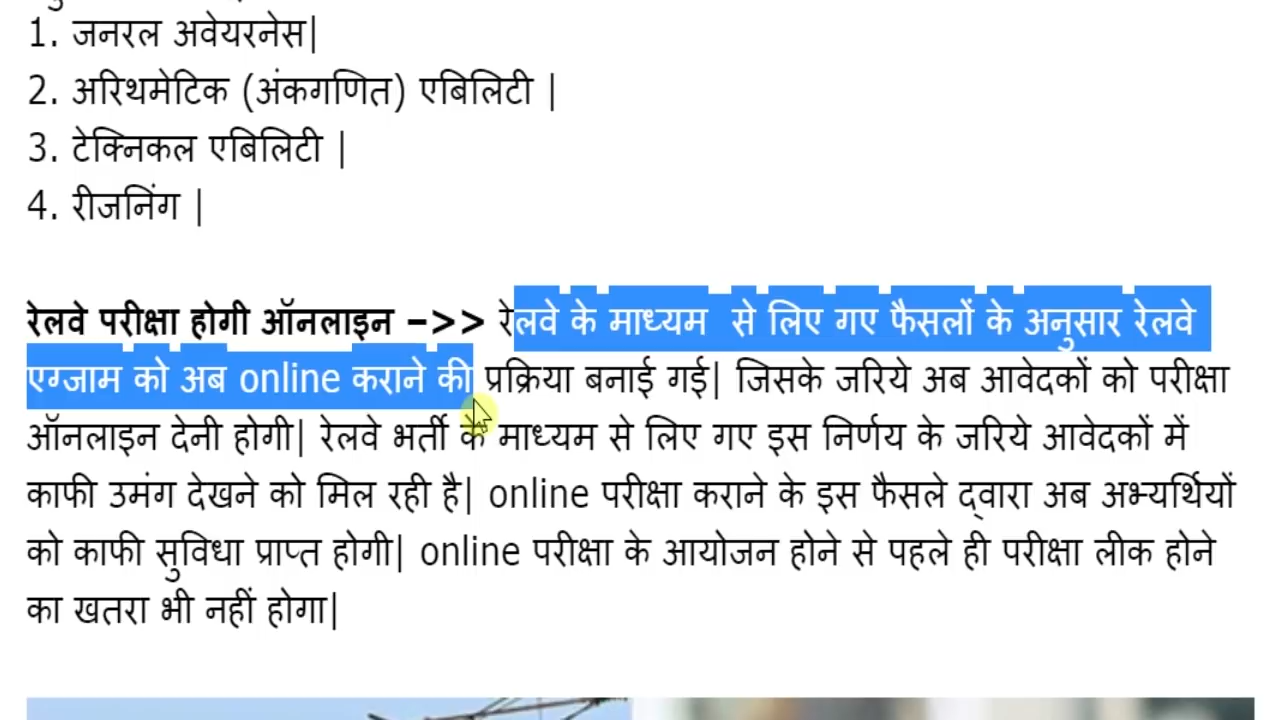 1. जनरल अवेयरनेस|
2. अरिथमेटिक (अंकगणित) एबिलिटी |
3. टेक्निकल एबिलिटी |
4. रीजनिंग |
रेलवे परीक्षा होगी ऑनलाइन –>> रेलवे के माध्यम से लिए गए फैसलों के अनुसार रेलवे
एग्जाम को अब online कराने की प्रक्रिया बनाई गई| जिसके जरिये अब आवेदकों को परीक्षा
ऑनलाइन देनी होगी| रेलवे भर्ती के माध्यम से लिए गए इस निर्णय के जरिये आवेदकों में
काफी उमंग देखने को मिल रही है| online परीक्षा कराने के इस फैसले द्वारा अब अभ्यर्थियों
को काफी सुविधा प्राप्त होगी| online परीक्षा के आयोजन होने से पहले ही परीक्षा लीक होने
का खतरा भी नहीं होगा|